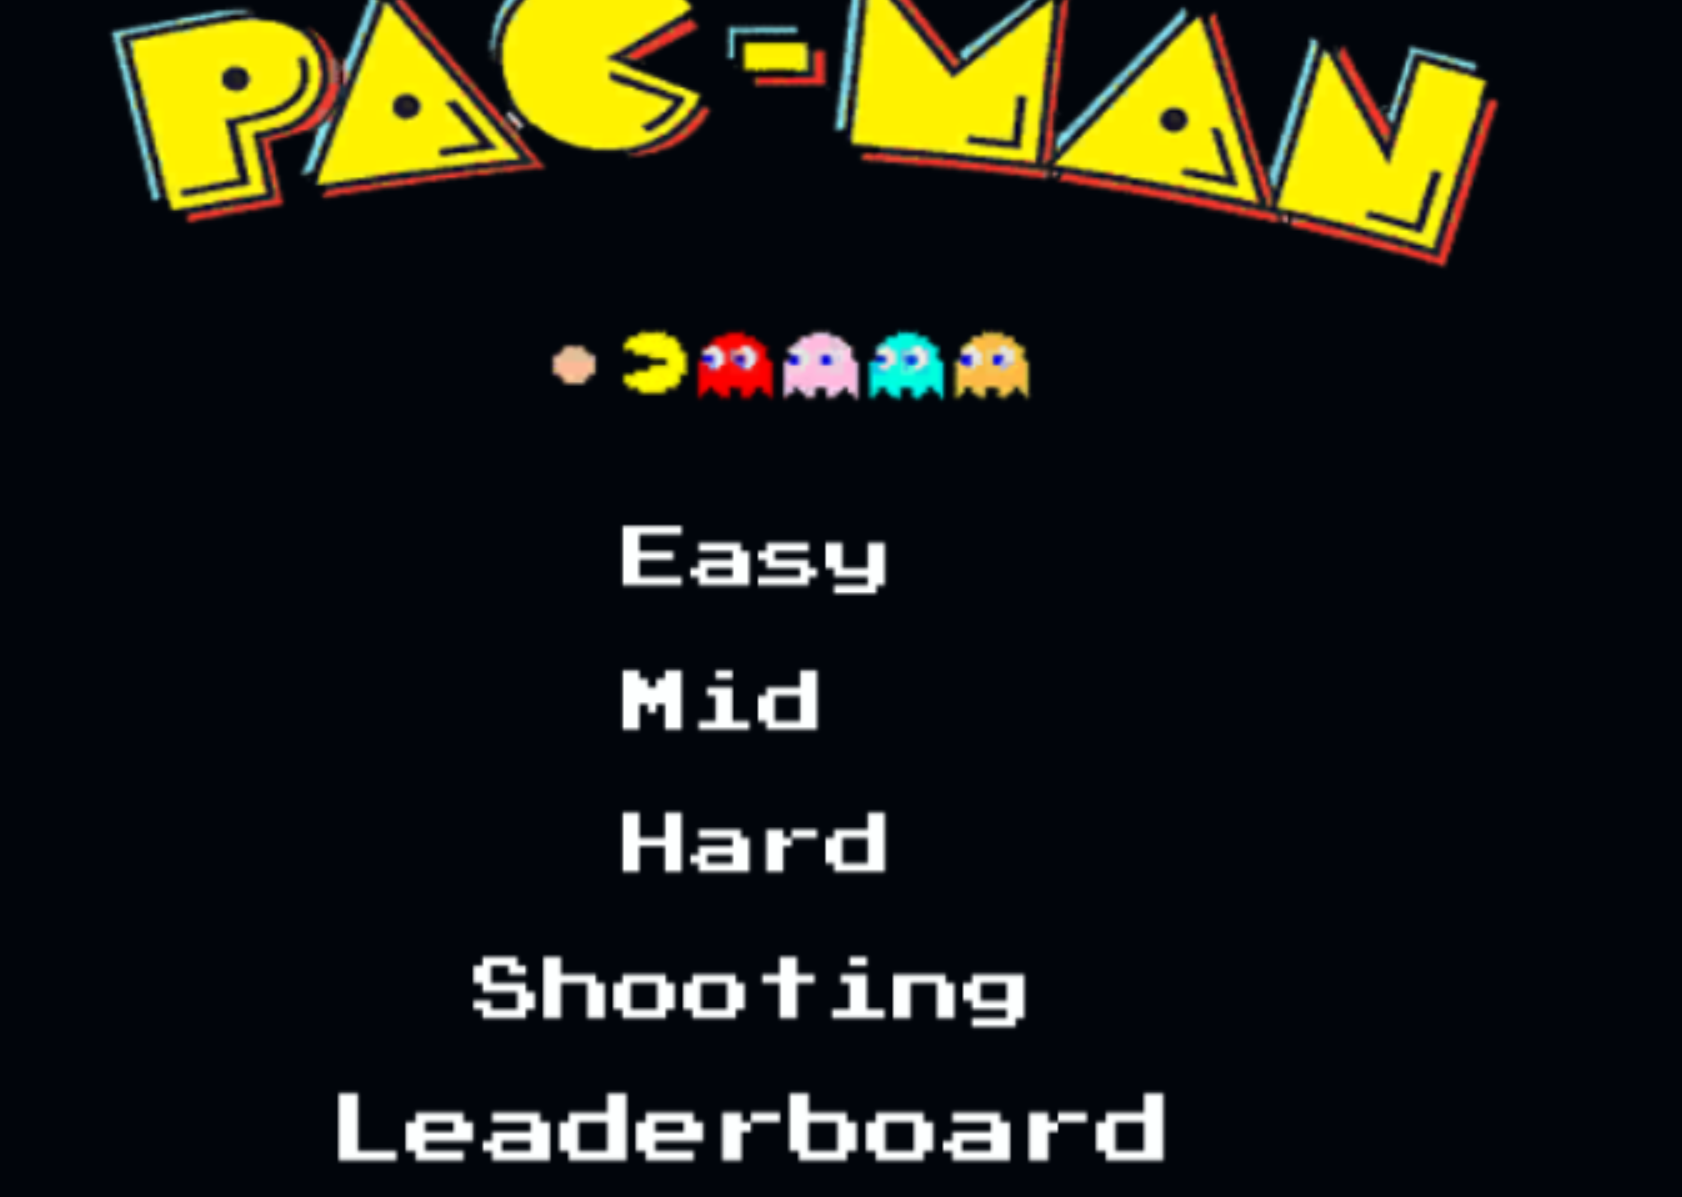 PAC-MAN
Easy
Mid
Hard
Shooting
Leaderboard